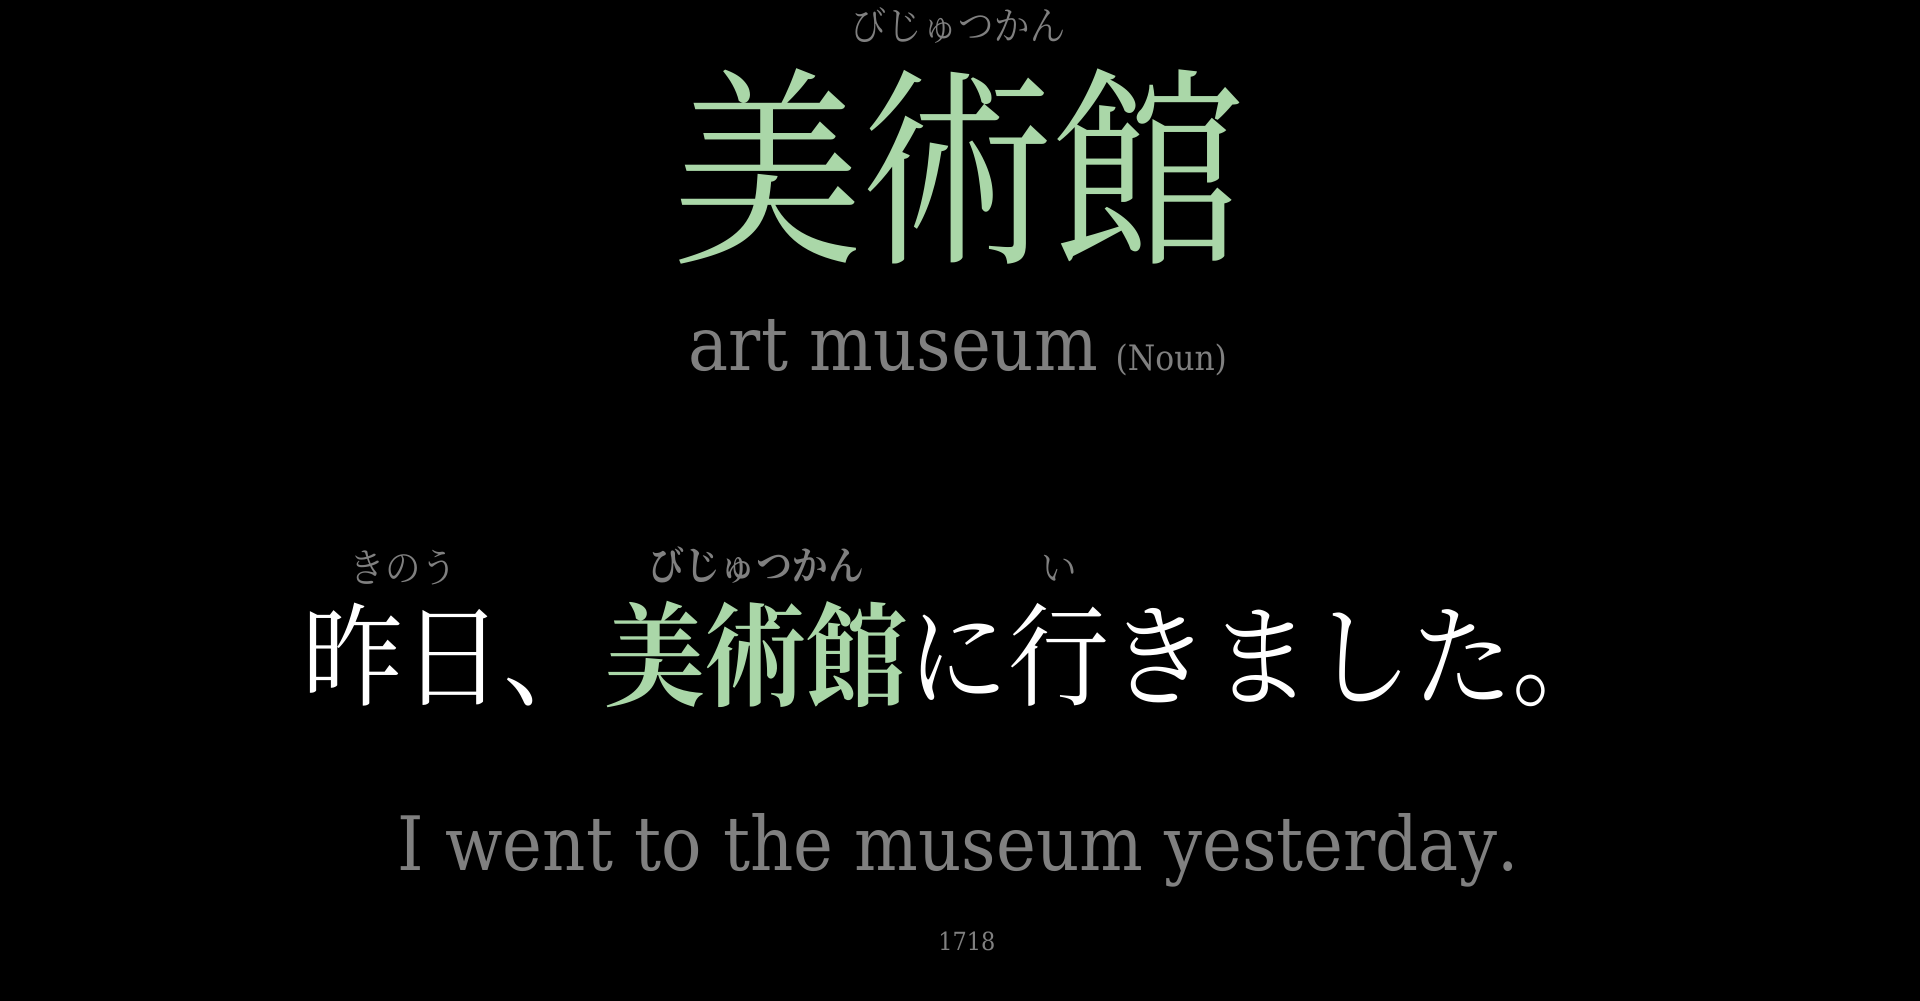 びじゅつかん
美術館
art museum (Noun)
きのう びじゅつかん い
昨日、美術館に行きました。
I went to the museum yesterday.
1718